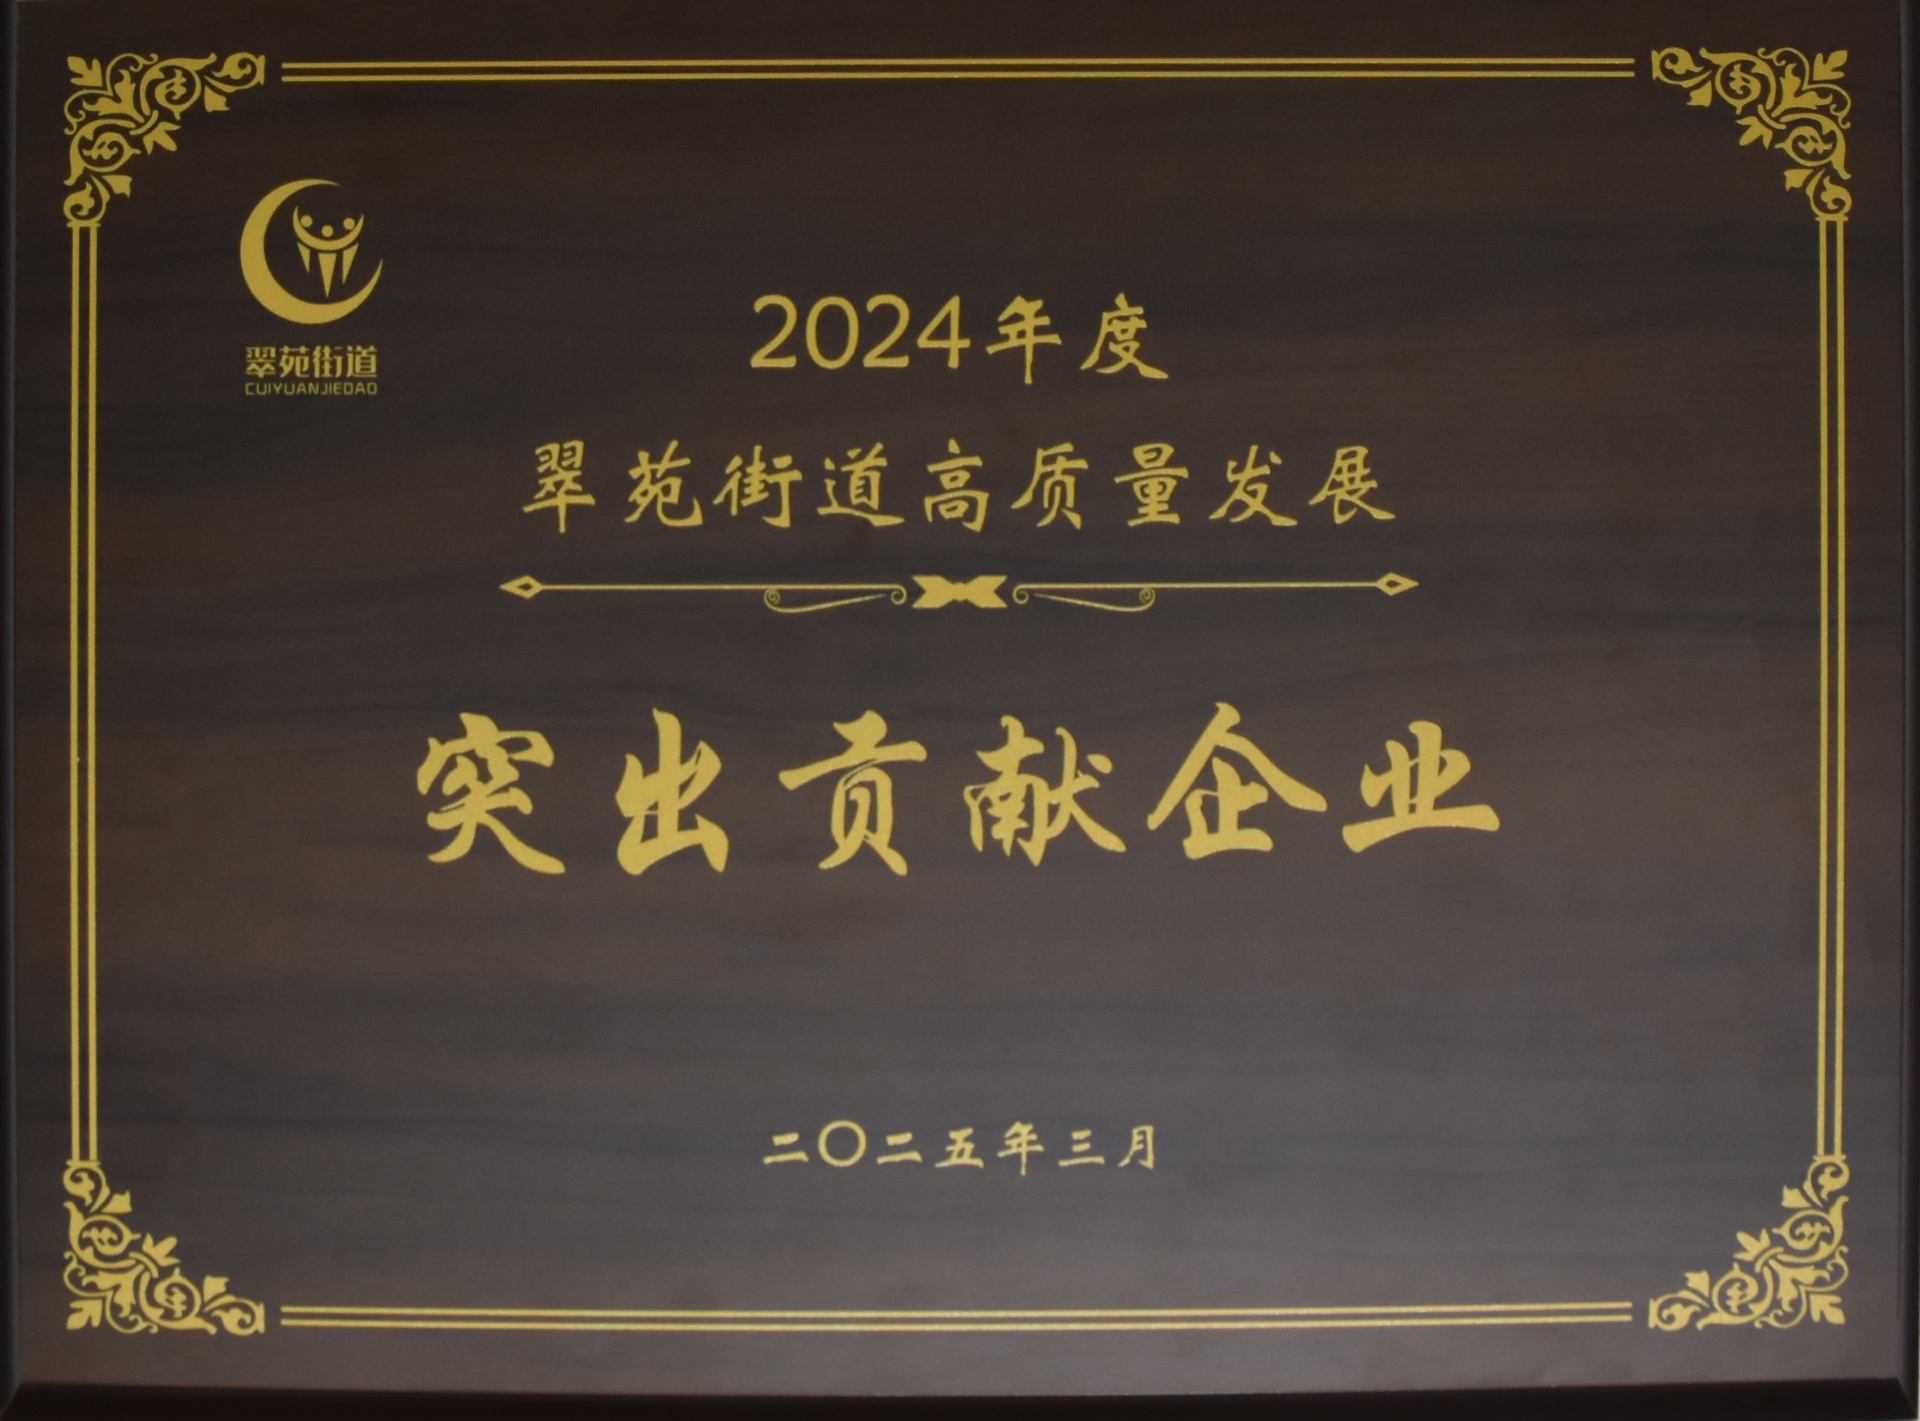 翠苑街道
CUIYUANJIEDAO
2024年度
翠苑街道高质量发展
突出贡献企业
二〇二五年三月